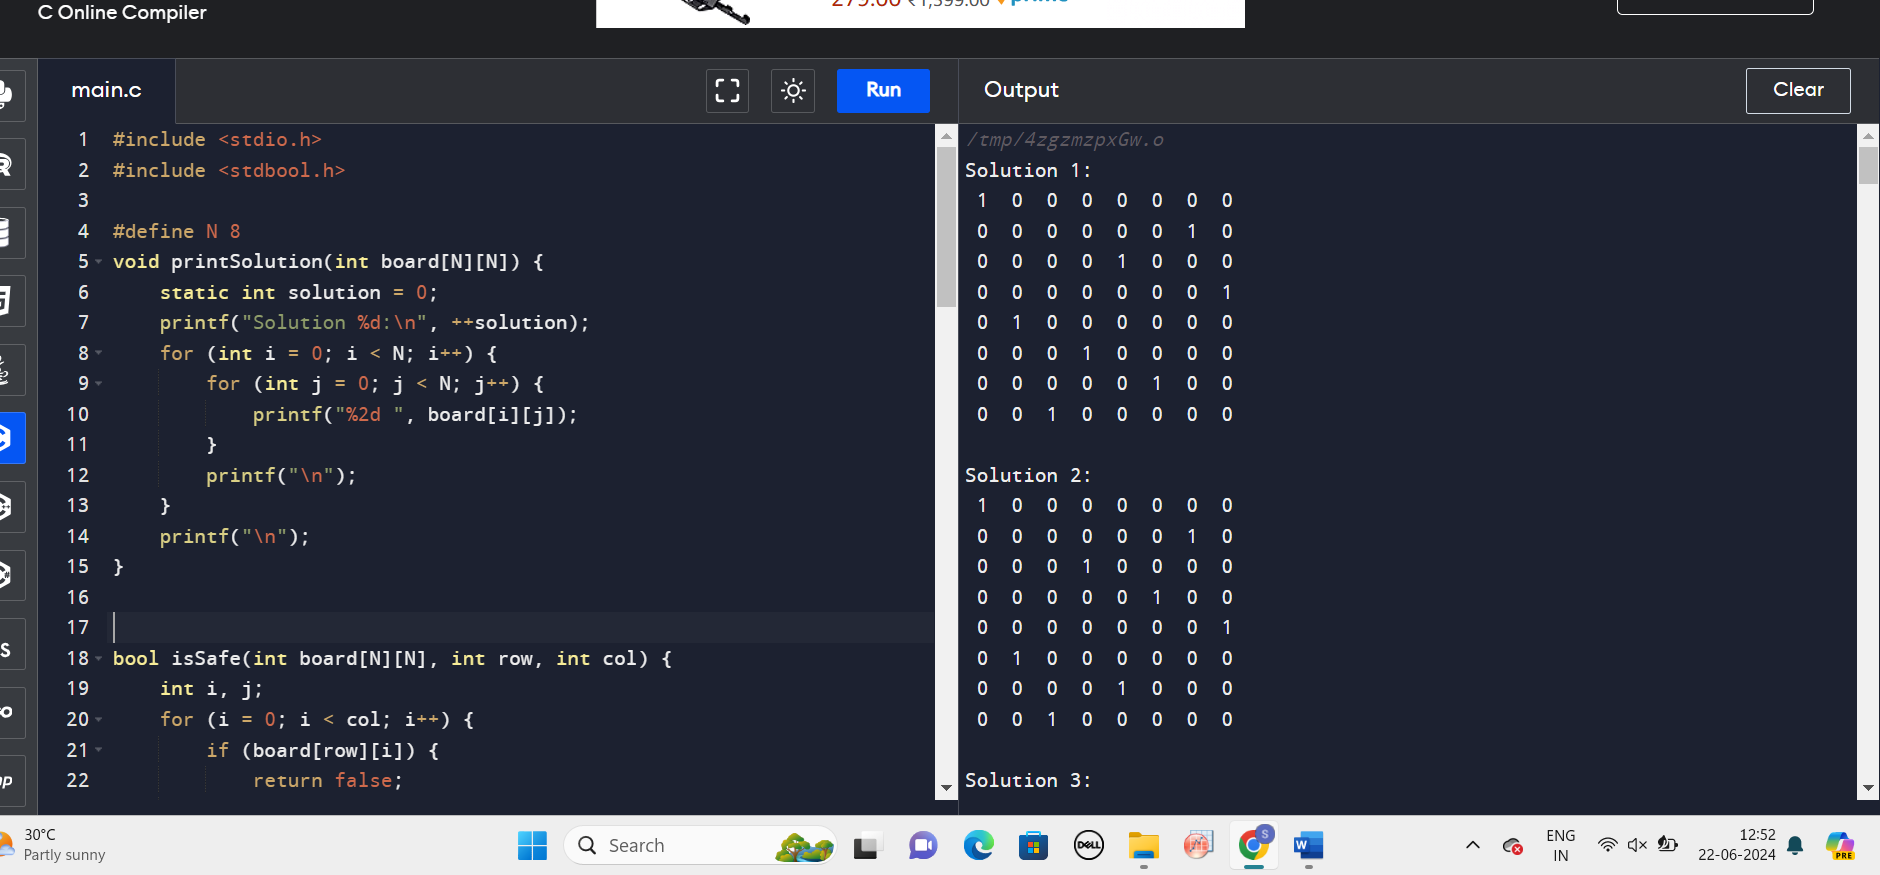 C Online Compiler
main.c
Run
Output
Clear
1 #include <stdio.h>
2 #include <stdbool.h>
3
4 #define N 8
5 void printSolution(int board[N][N]) {
6     static int solution = 0;
7     printf("Solution %d:\n", ++solution);
8     for (int i = 0; i < N; i++) {
9         for (int j = 0; j < N; j++) {
10             printf("%2d ", board[i][j]);
11         }
12         printf("\n");
13     }
14     printf("\n");
15 }
16
17
18 bool isSafe(int board[N][N], int row, int col) {
19     int i, j;
20     for (i = 0; i < col; i++) {
21         if (board[row][i]) {
22             return false;
/tmp/4zgzmzpxGw.o
Solution 1:
1 0 0 0 0 0 0 0
0 0 0 0 0 0 1 0
0 0 0 0 1 0 0 0
0 0 0 0 0 0 0 1
0 1 0 0 0 0 0 0
0 0 0 1 0 0 0 0
0 0 0 0 0 1 0 0
0 0 1 0 0 0 0 0
Solution 2:
1 0 0 0 0 0 0 0
0 0 0 0 0 0 1 0
0 0 0 1 0 0 0 0
0 0 0 0 0 1 0 0
0 0 0 0 0 0 0 1
0 1 0 0 0 0 0 0
0 0 0 0 1 0 0 0
0 0 1 0 0 0 0 0
Solution 3:
30°C
Partly sunny
Search
DELL
S
W
ENG
IN
12:52
22-06-2024
PRE